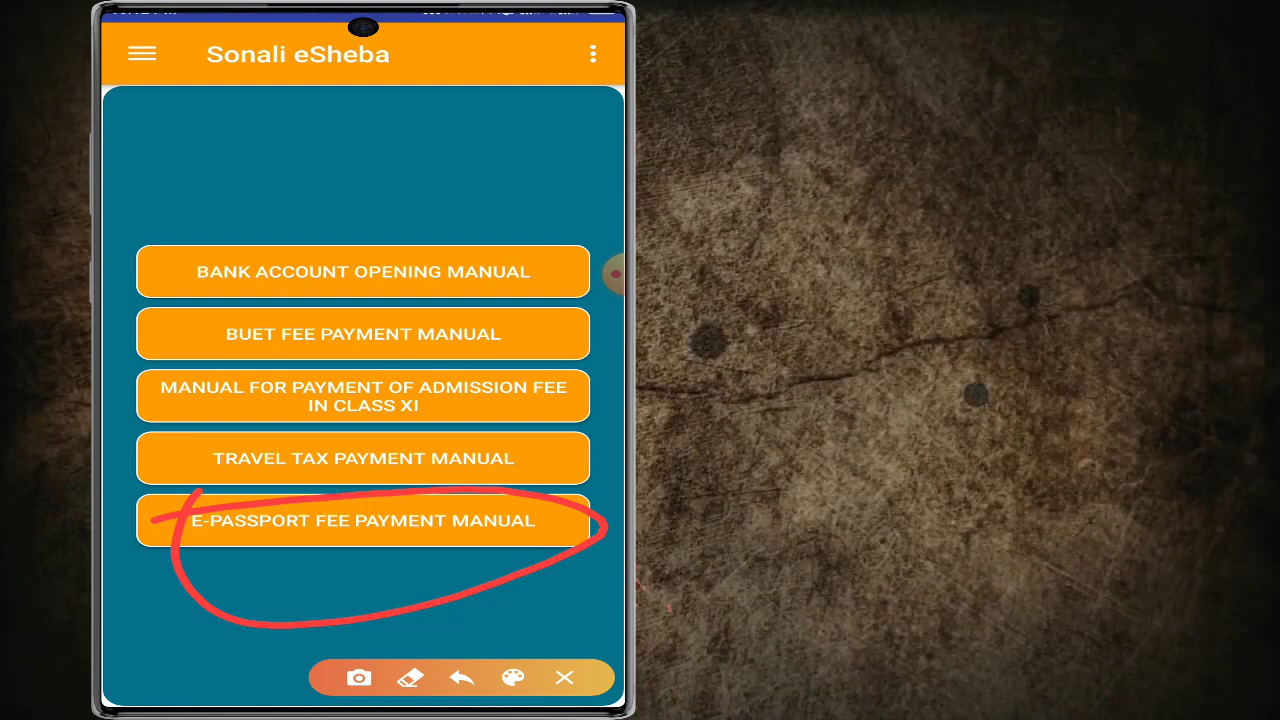 Sonali eSheba
BANK ACCOUNT OPENING MANUAL
BUET FEE PAYMENT MANUAL
MANUAL FOR PAYMENT OF ADMISSION FEE
IN CLASS XI
TRAVEL TAX PAYMENT MANUAL
E-PASSPORT FEE PAYMENT MANUAL